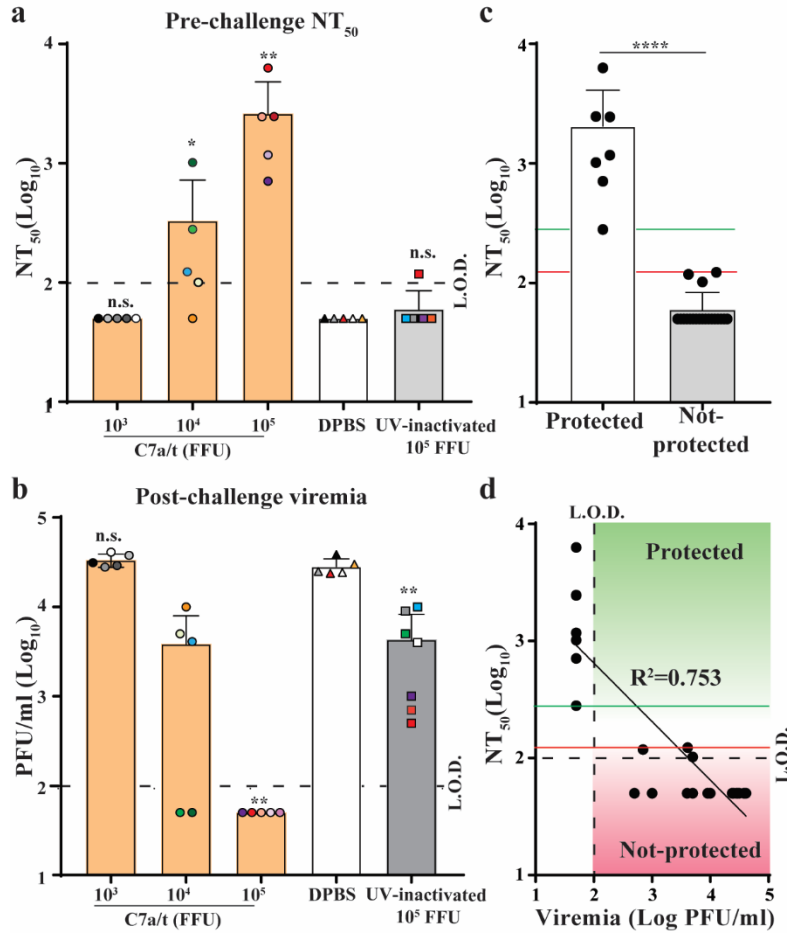 a
Pre-challenge NT50
**
*
n.s.
n.s.
NT50(Log10)
4
3
2
1
L.O.D.
10³ 10⁴ 10⁵ DPBS UV-inactivated
C7a/t (FFU) 10⁵ FFU
c
****
NT50(Log10)
4
3
2
1
Protected Not-
protected
b
Post-challenge viremia
n.s.
**
**
PFU/ml (Log10)
5
4
3
2
1
L.O.D.
10³ 10⁴ 10⁵ DPBS UV-inactivated
C7a/t (FFU) 10⁵ FFU
d
L.O.D.
Protected
R²=0.753
NT50(Log10)
4
3
2
1
L.O.D.
Not-protected
1 2 3 4 5
Viremia (Log PFU/ml)